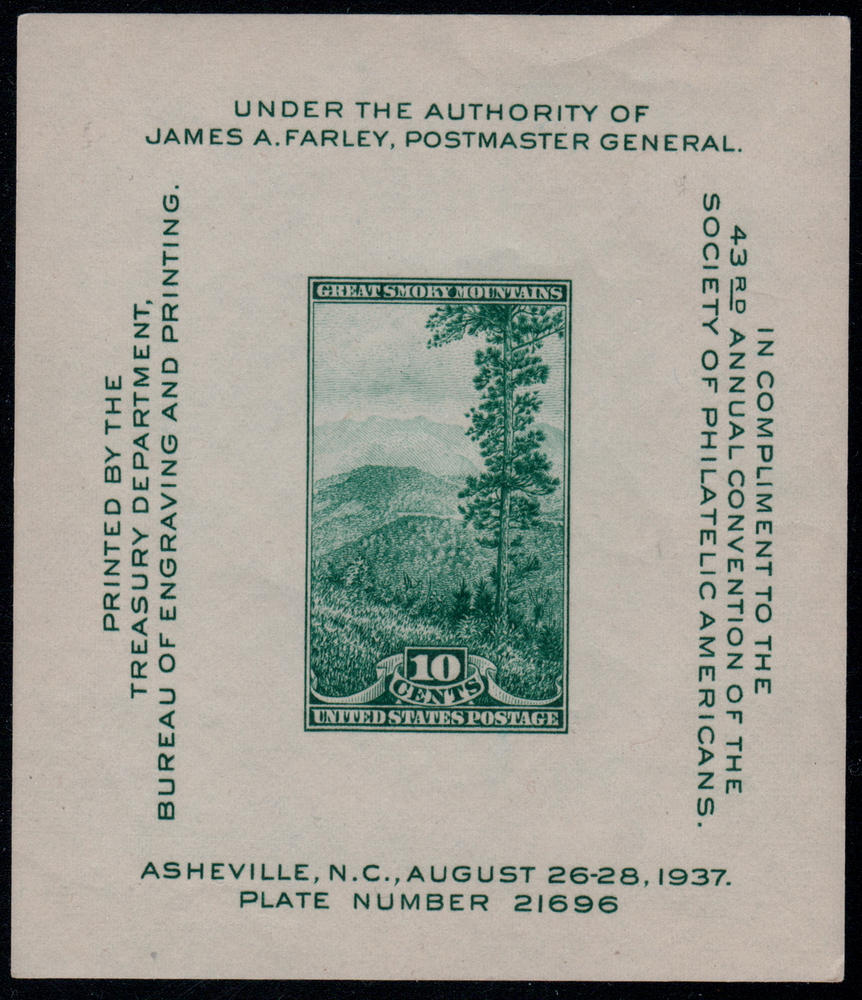 UNDER THE AUTHORITY OF
JAMES A. FARLEY, POSTMASTER GENERAL.
PRINTED BY THE
TREASURY DEPARTMENT,
BUREAU OF ENGRAVING AND PRINTING.
GREAT SMOKY MOUNTAINS
10
CENTS
UNITED STATES POSTAGE
IN COMPLIMENT TO THE
43RD ANNUAL CONVENTION OF THE
SOCIETY OF PHILATELIC AMERICANS.
ASHEVILLE, N.C., AUGUST 26-28, 1937.
PLATE NUMBER 21696